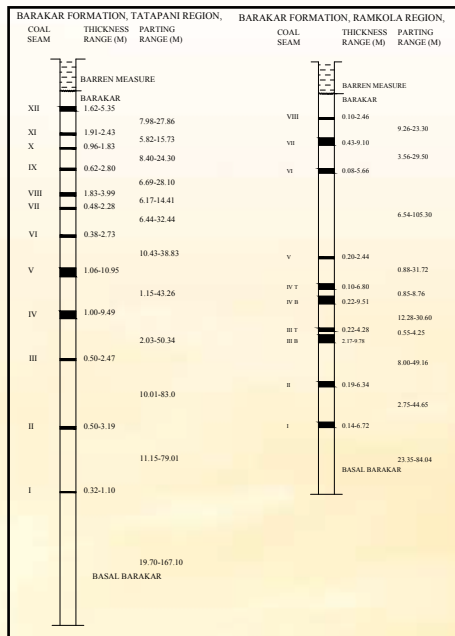 BARAKAR FORMATION, TATAPANI REGION,
COAL SEAM THICKNESS RANGE (M) PARTING RANGE (M)
BARREN MEASURE
BARAKAR
XII 1.62-5.35
7.98-27.86
XI 1.91-2.43
5.82-15.73
X 0.96-1.83
8.40-24.30
IX 0.62-2.80
6.69-28.10
VIII 1.83-3.99
6.17-14.41
VII 0.48-2.28
6.44-32.44
VI 0.38-2.73
10.43-38.83
V 1.06-10.95
1.15-43.26
IV 1.00-9.49
2.03-50.34
III 0.50-2.47
10.01-83.0
II 0.50-3.19
11.15-79.01
I 0.32-1.10
19.70-167.10
BASAL BARAKAR
BARAKAR FORMATION, RAMKOLA REGION,
COAL SEAM THICKNESS RANGE (M) PARTING RANGE (M)
BARREN MEASURE
BARAKAR
VIII 0.10-2.46
9.26-23.30
VII 0.43-9.10
3.56-29.50
VI 0.08-5.66
6.54-105.30
V 0.20-2.44
0.88-31.72
IV T 0.10-6.80
0.85-8.76
IV B 0.22-9.51
12.28-30.60
III T 0.22-4.28
0.55-4.25
III B 2.17-9.78
8.00-49.16
II 0.19-6.34
2.75-44.65
I 0.14-6.72
23.35-84.04
BASAL BARAKAR